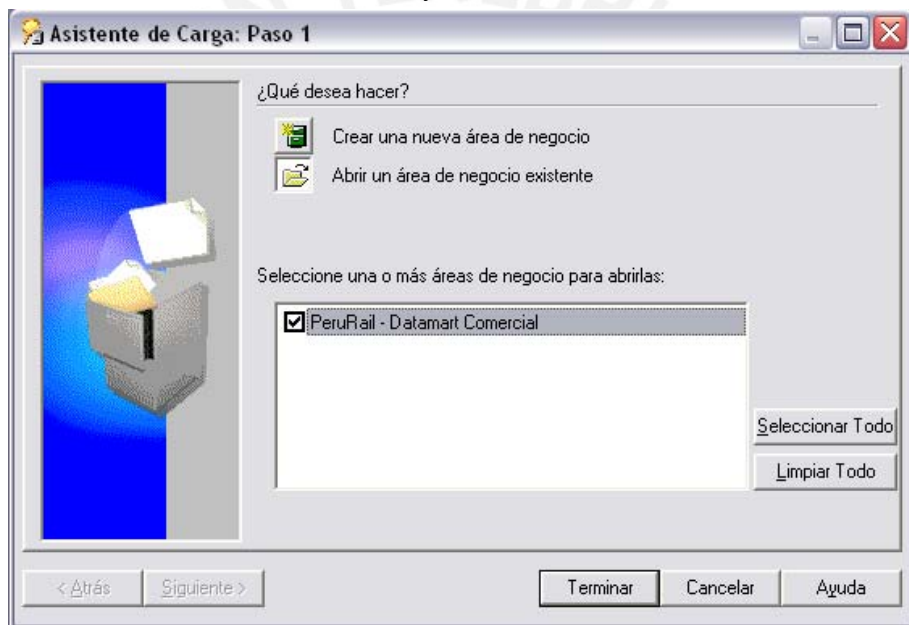 Asistente de Carga: Paso 1
¿Qué desea hacer?
Crear una nueva área de negocio
Abrir un área de negocio existente
Seleccione una o más áreas de negocio para abrirlas:
PeruRail - Datamart Comercial
Seleccionar Todo
Limpiar Todo
< Atrás
Siguiente >
Terminar
Cancelar
Ayuda